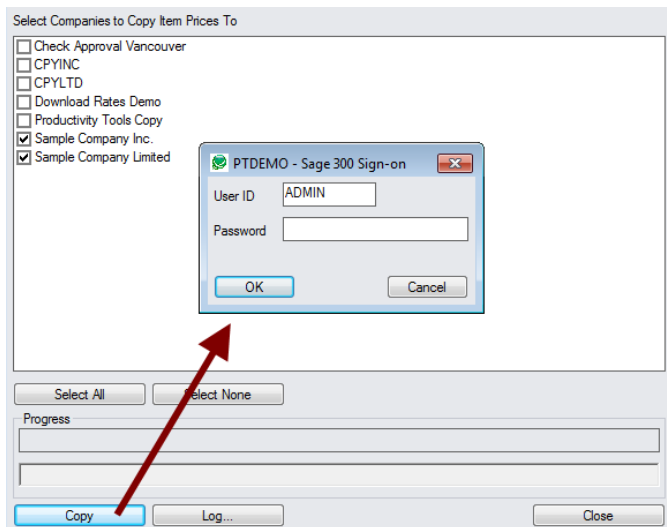 Select Companies to Copy Item Prices To
Check Approval Vancouver
CPYINC
CPYLTD
Download Rates Demo
Productivity Tools Copy
Sample Company Inc.
Sample Company Limited
PTDEMO - Sage 300 Sign-on
User ID ADMIN
Password
OK Cancel
Select All Select None
Progress
Copy Log... Close